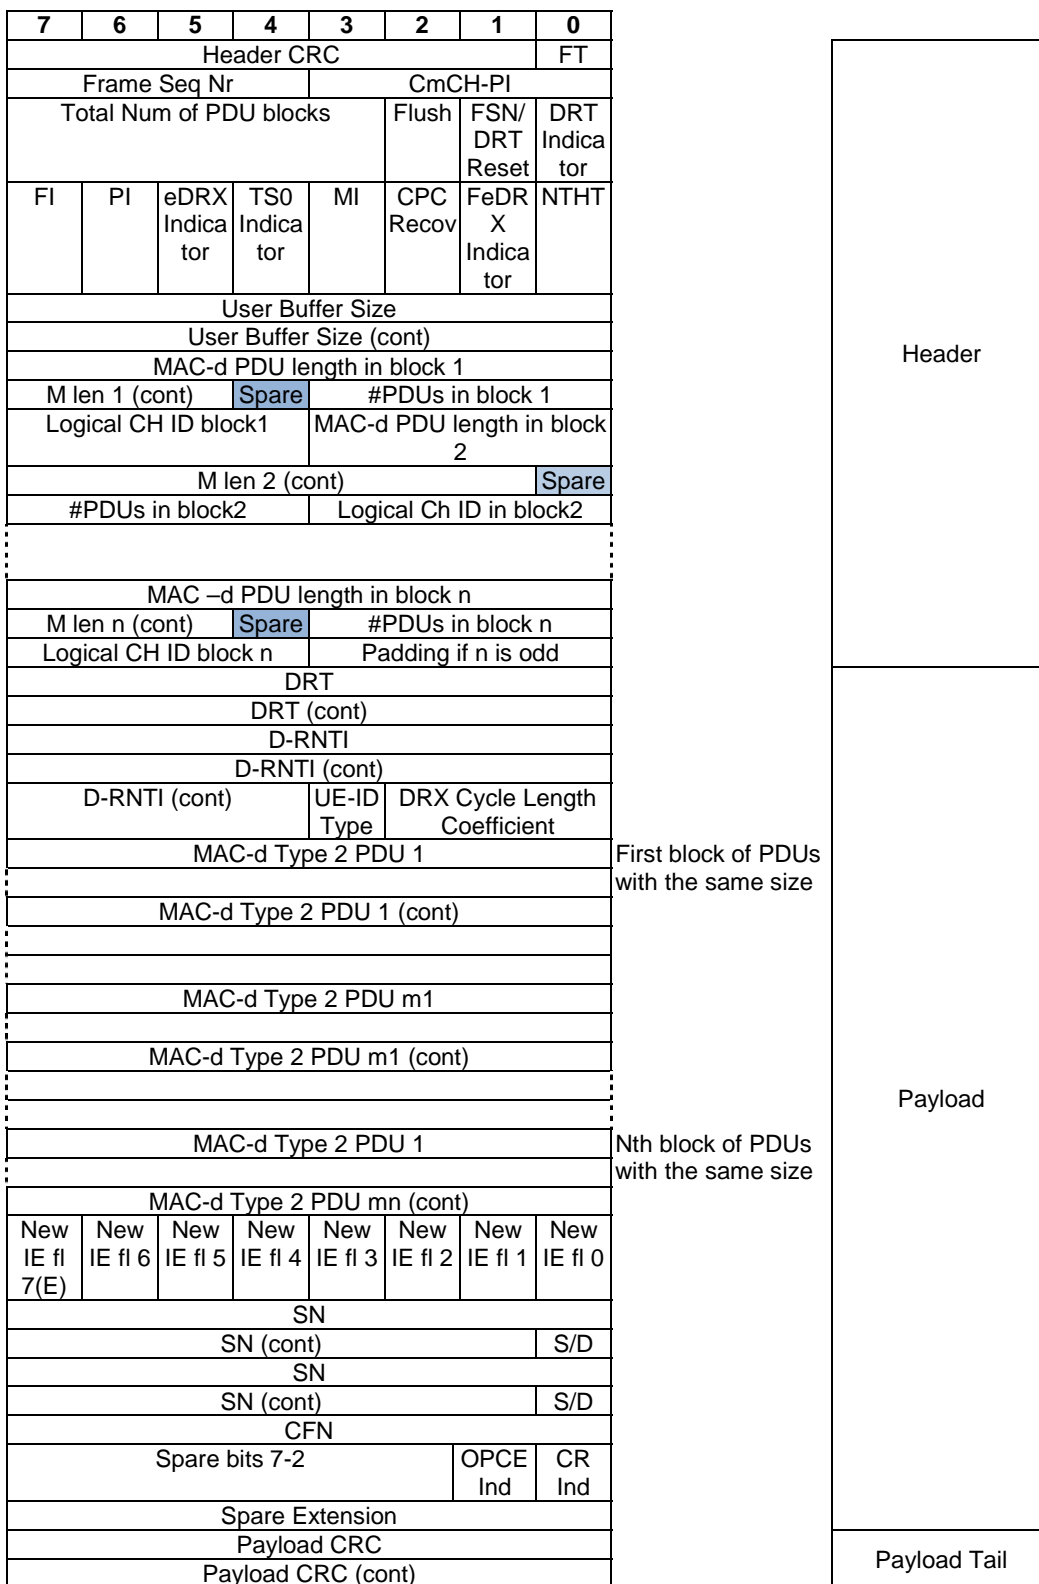 7 6 5 4 3 2 1 0
Header CRC FT
Frame Seq Nr CmCH-PI
Total Num of PDU blocks Flush FSN/ DRT
DRT Indica
Reset tor
FI PI eDRX TS0 MI CPC FeDR NTHT
Indica Indica Recov X
tor tor Indica
tor
User Buffer Size
User Buffer Size (cont)
Header
MAC-d PDU length in block 1
M len 1 (cont) Spare #PDUs in block 1
Logical CH ID block1 MAC-d PDU length in block
2
M len 2 (cont) Spare
#PDUs in block2 Logical Ch ID in block2
MAC –d PDU length in block n
M len n (cont) Spare #PDUs in block n
Logical CH ID block n Padding if n is odd
DRT
DRT (cont)
D-RNTI
D-RNTI (cont)
D-RNTI (cont) UE-ID DRX Cycle Length
Type Coefficient
MAC-d Type 2 PDU 1 First block of PDUs
with the same size
MAC-d Type 2 PDU 1 (cont)
MAC-d Type 2 PDU m1
MAC-d Type 2 PDU m1 (cont)
Payload
MAC-d Type 2 PDU 1 Nth block of PDUs
with the same size
MAC-d Type 2 PDU mn (cont)
New New New New New New New New
IE fl IE fl 6 IE fl 5 IE fl 4 IE fl 3 IE fl 2 IE fl 1 IE fl 0
7(E)
SN
SN (cont) S/D
SN
SN (cont) S/D
CFN
Spare bits 7-2 OPCE CR
Ind Ind
Spare Extension
Payload CRC
Payload Tail
Payload CRC (cont)